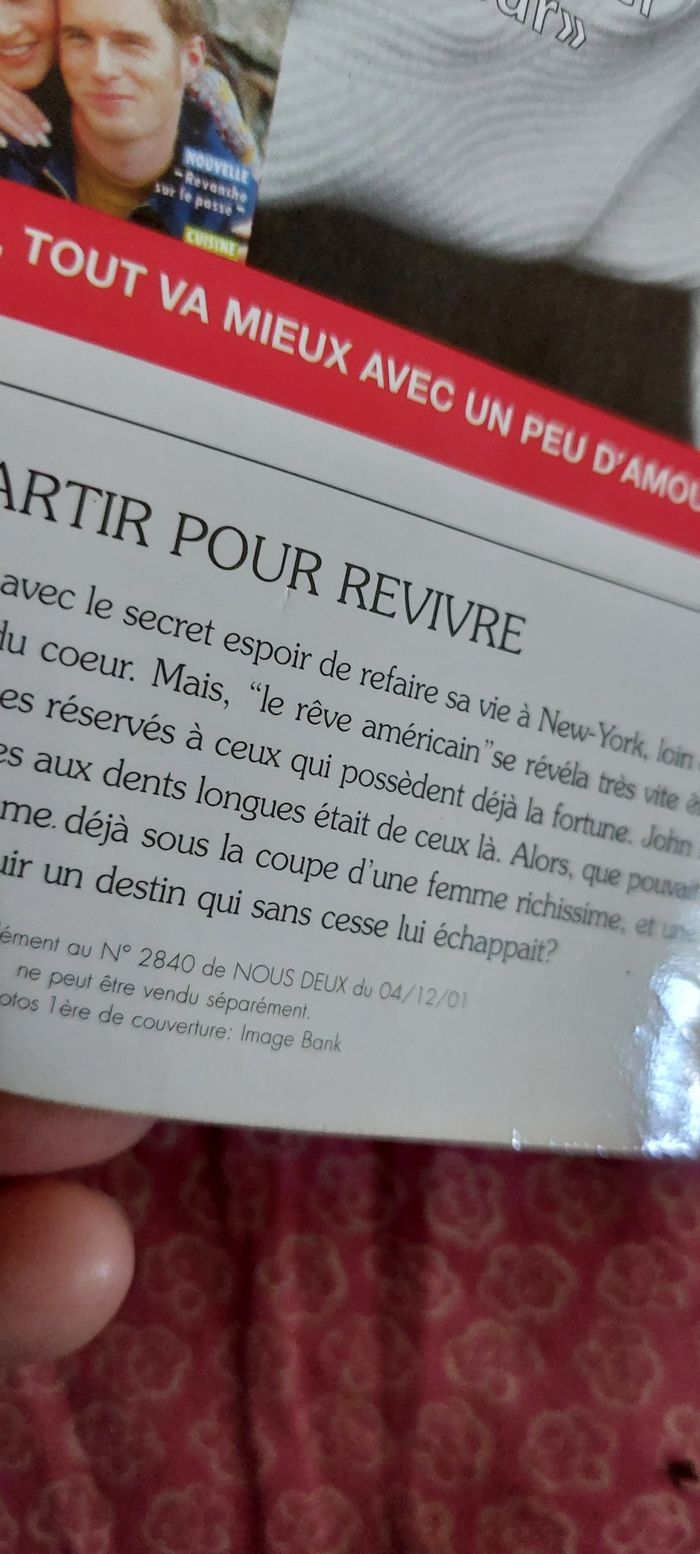 NOUVELLE
"Revanche
sur le passé"
CUISINE
, TOUT VA MIEUX AVEC UN PEU D'AMOU
ARTIR POUR REVIVRE
avec le secret espoir de refaire sa vie à New-York, loin
du coeur. Mais, "le rêve américain"se révéla très vite
es réservés à ceux qui possèdent déjà la fortune. John
es aux dents longues était de ceux là. Alors, que pouvait
me. déjà sous la coupe d'une femme richissime, et
uir un destin qui sans cesse lui échappait?
lément au N° 2840 de NOUS DEUX du 04/12/01
ne peut être vendu séparément.
otos 1ère de couverture: Image Bank